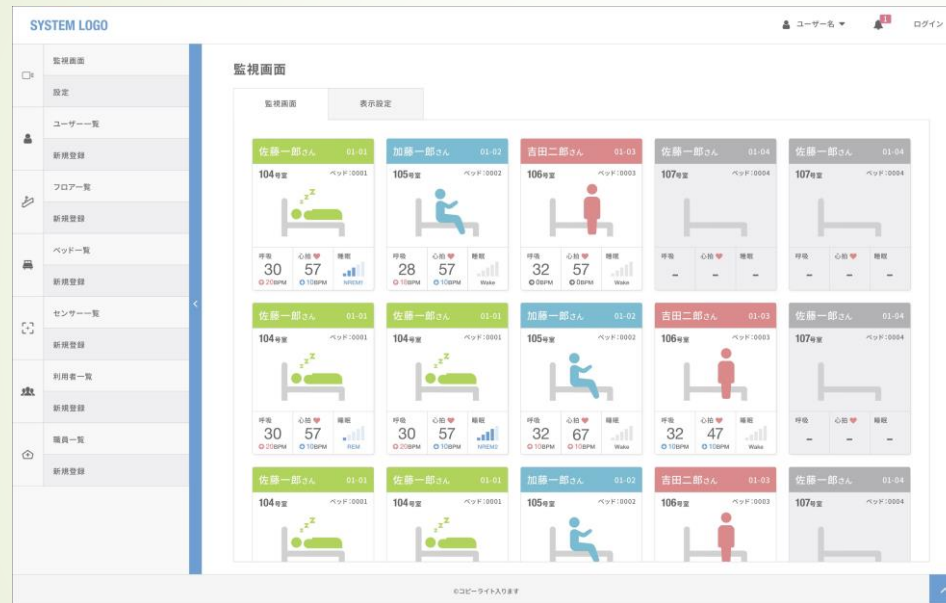 SYSTEM LOGO
ユーザー名
1
ログイン
監視画面
設定
ユーザー一覧
新規登録
フロア一覧
新規登録
ベッド一覧
新規登録
センサー一覧
新規登録
利用者一覧
新規登録
職員一覧
新規登録
監視画面
監視画面 表示設定
佐藤一郎さん 01-01 加藤一郎さん 01-02 吉田二郎さん 01-03 佐藤一郎さん 01-04 佐藤一郎さん 01-04
104号室 ベッド:0001 105号室 ベッド:0002 106号室 ベッド:0003 107号室 ベッド:0004 107号室 ベッド:0004
呼吸 心拍 睡眠 呼吸 心拍 睡眠 呼吸 心拍 睡眠 呼吸 心拍 睡眠 呼吸 心拍 睡眠
30 57 28 57 32 57 - - - - - -
20BPM 10BPM NREM1 10BPM 10BPM Wake 0BPM 0BPM Wake
佐藤一郎さん 01-01 佐藤一郎さん 01-01 加藤一郎さん 01-02 吉田二郎さん 01-03 佐藤一郎さん 01-04
104号室 ベッド:0001 104号室 ベッド:0001 105号室 ベッド:0002 106号室 ベッド:0003 107号室 ベッド:0004
呼吸 心拍 睡眠 呼吸 心拍 睡眠 呼吸 心拍 睡眠 呼吸 心拍 睡眠 呼吸 心拍 睡眠
30 57 30 57 32 67 32 47 - - -
20BPM 10BPM REM 20BPM 10BPM NREM3 10BPM 10BPM Wake 10BPM 10BPM Wake
佐藤一郎さん 01-01 佐藤一郎さん 01-01 加藤一郎さん 01-02 吉田二郎さん 01-03 佐藤一郎さん 01-04
104号室 ベッド:0001 104号室 ベッド:0001 105号室 ベッド:0002 106号室 ベッド:0003 107号室 ベッド:0004
©コピーライト入ります